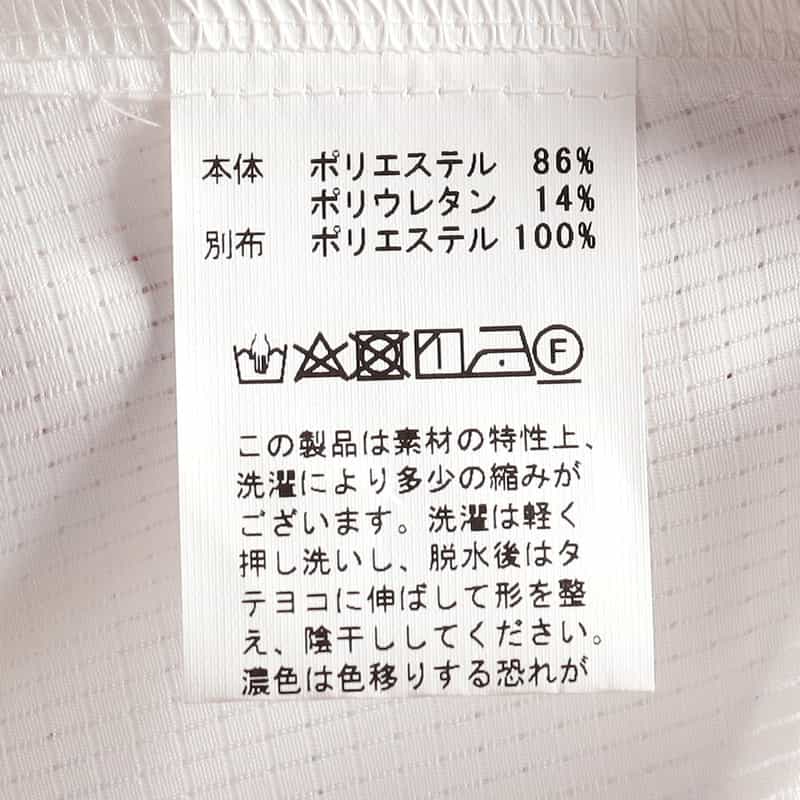 本体 ポリエステル 86%
ポリウレタン 14%
別布 ポリエステル 100%
F
この製品は素材の特性上、
洗濯により多少の縮みが
ございます。洗濯は軽く
押し洗いし、脱水後はタ
テヨコに伸ばして形を整
え、陰干ししてください。
濃色は色移りする恐れが